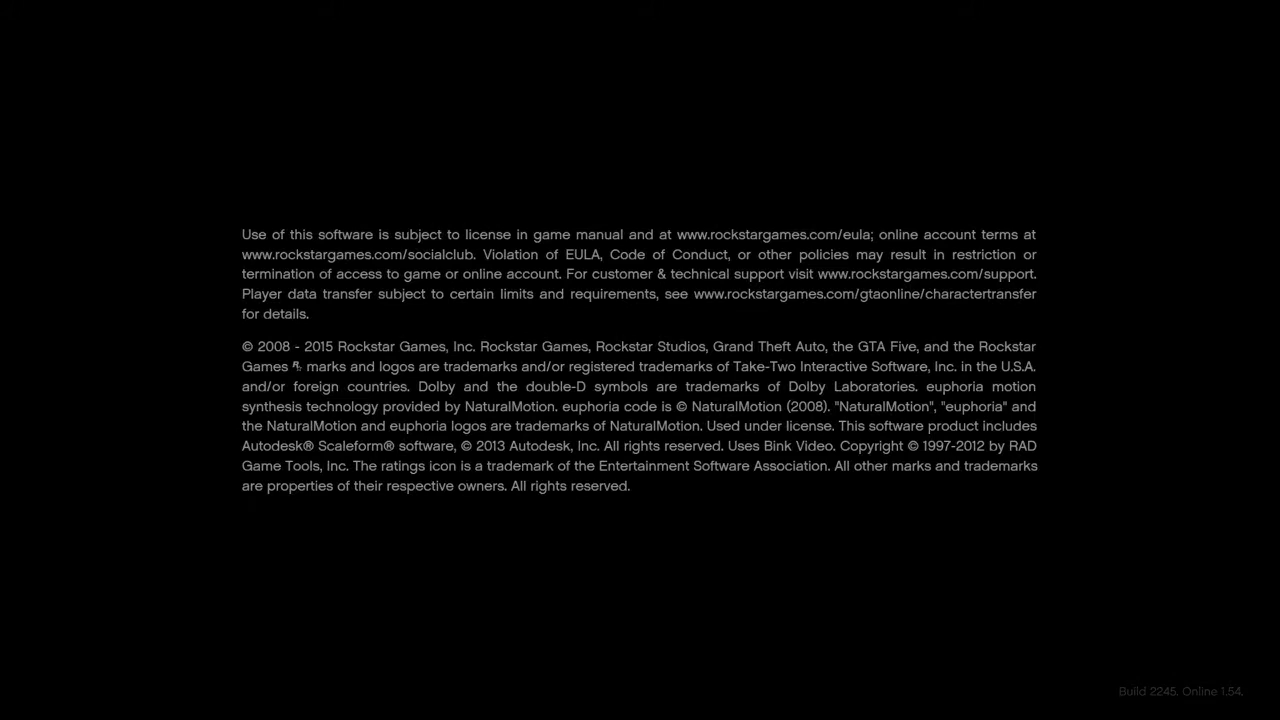 Use of this software is subject to license in game manual and at www.rockstargames.com/eula; online account terms at
www.rockstargames.com/socialclub. Violation of EULA, Code of Conduct, or other policies may result in restriction or
termination of access to game or online account. For customer & technical support visit www.rockstargames.com/support.
Player data transfer subject to certain limits and requirements, see www.rockstargames.com/gtaonline/charactertransfer
for details.
© 2008 - 2015 Rockstar Games, Inc. Rockstar Games, Rockstar Studios, Grand Theft Auto, the GTA Five, and the Rockstar
Games R* marks and logos are trademarks and/or registered trademarks of Take-Two Interactive Software, Inc. in the U.S.A.
and/or foreign countries. Dolby and the double-D symbols are trademarks of Dolby Laboratories. euphoria motion
synthesis technology provided by NaturalMotion. euphoria code is © NaturalMotion (2008). "NaturalMotion", "euphoria" and
the NaturalMotion and euphoria logos are trademarks of NaturalMotion. Used under license. This software product includes
Autodesk® Scaleform® software, © 2013 Autodesk, Inc. All rights reserved. Uses Bink Video. Copyright © 1997-2012 by RAD
Game Tools, Inc. The ratings icon is a trademark of the Entertainment Software Association. All other marks and trademarks
are properties of their respective owners. All rights reserved.
Build 2245. Online 1.54.